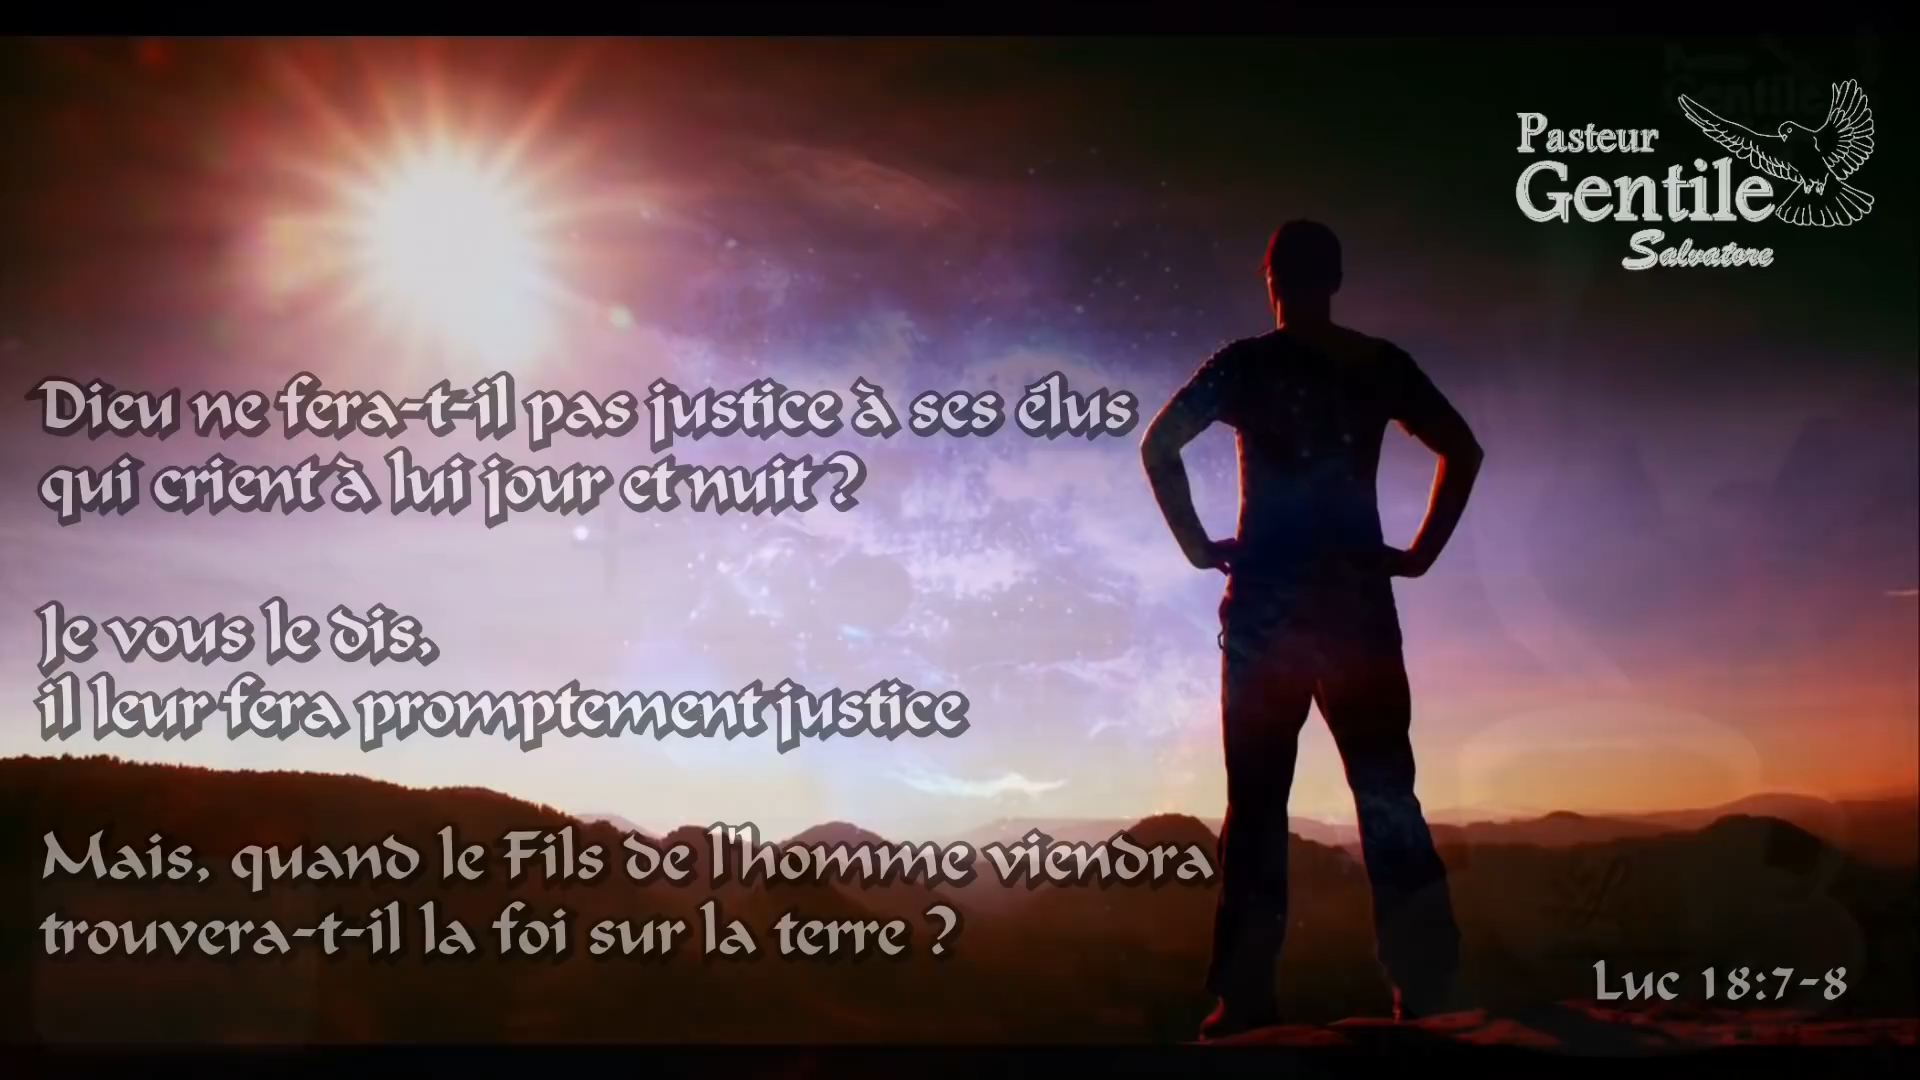 Pasteur
Gentile
Salvatore
Dieu ne fera-t-il pas justice à ses élus
qui crient à lui jour et nuit ?
Je vous le dis,
il leur fera promptement justice
Mais, quand le Fils de l'homme viendra
trouvera-t-il la foi sur la terre ?
Luc 18:7-8